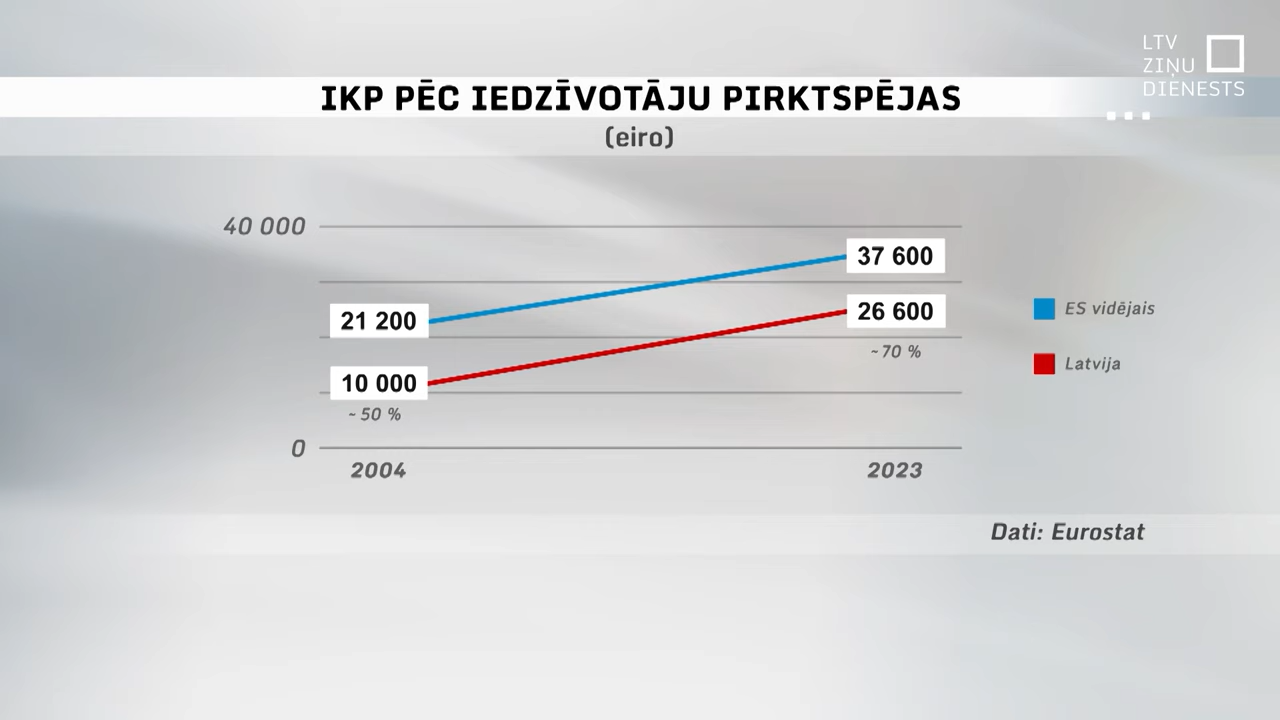 LTV
ZIŅU
DIENESTS
IKP PĒC IEDZĪVOTĀJU PIRKTSPĒJAS
(eiro)
40 000
37 600
21 200
26 600
ES vidējais
~70 %
Latvija
10 000
~50 %
0
2004
2023
Dati: Eurostat